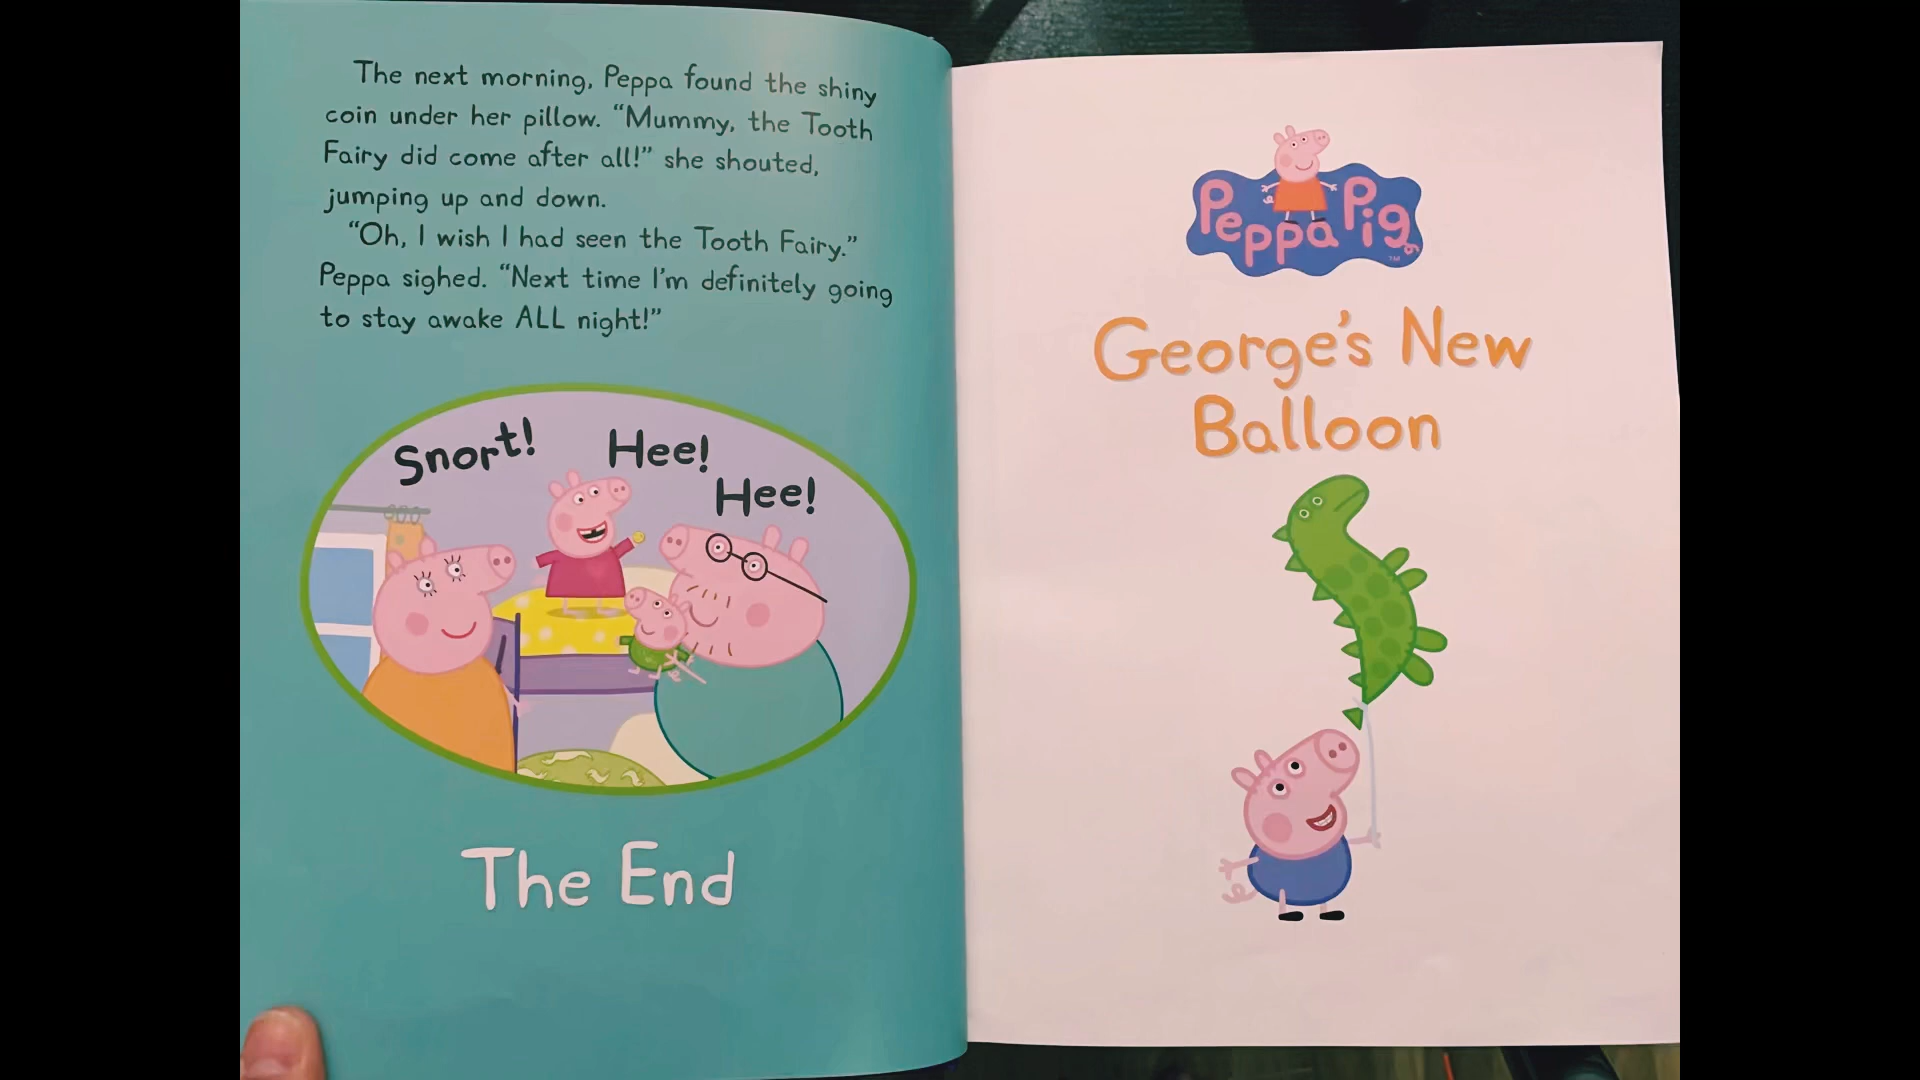 The next morning, Peppa found the shiny
coin under her pillow. “Mummy, the Tooth
Fairy did come after all!” she shouted,
jumping up and down.
“Oh, I wish I had seen the Tooth Fairy.”
Peppa sighed. “Next time I’m definitely going
to stay awake ALL night!”
Snort!
Hee!
Hee!
The End
Peppa Pig
TM
George’s New
Balloon